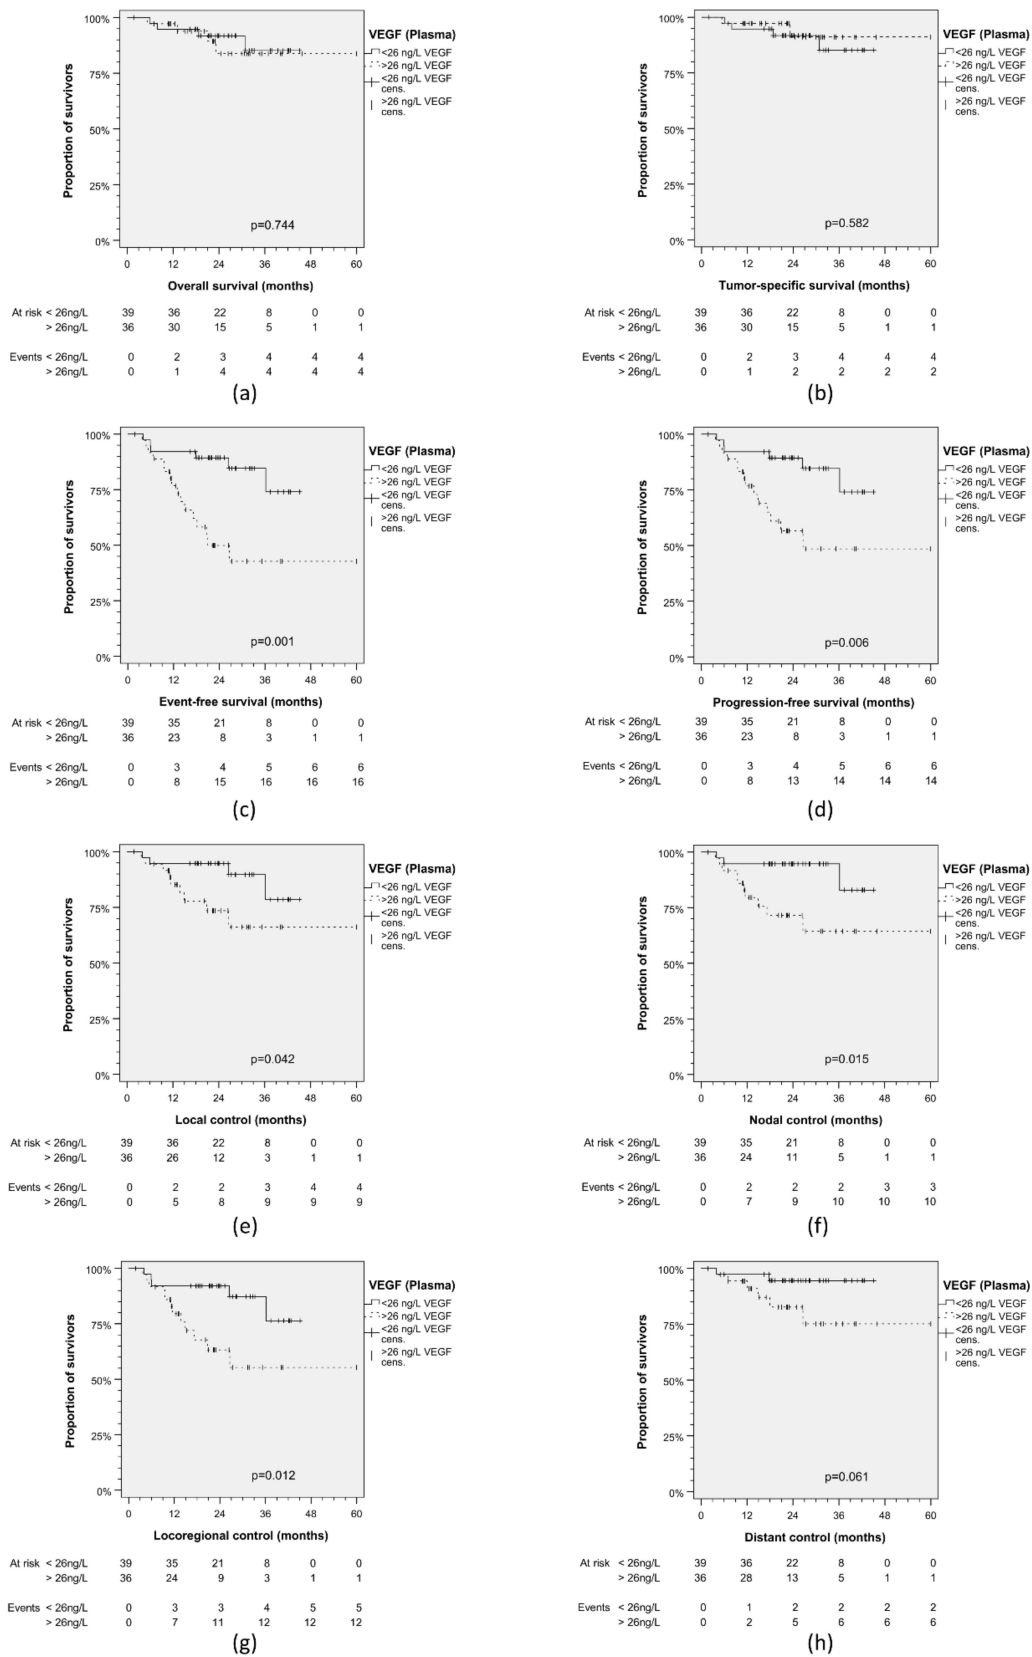 100%
75%
50%
25%
0%
Proportion of survivors
p=0.744
0 12 24 36 48 60
Overall survival (months)
VEGF (Plasma)
<26 ng/L VEGF
>26 ng/L VEGF
<26 ng/L VEGF
cens.
>26 ng/L VEGF
cens.
At risk < 26ng/L 39 36 22 8 0 0
> 26ng/L 36 30 15 5 1 1
Events < 26ng/L 0 2 3 4 4 4
> 26ng/L 0 1 4 4 4 4
(a)
100%
75%
50%
25%
0%
Proportion of survivors
p=0.582
0 12 24 36 48 60
Tumor-specific survival (months)
VEGF (Plasma)
<26 ng/L VEGF
>26 ng/L VEGF
<26 ng/L VEGF
cens.
>26 ng/L VEGF
cens.
At risk < 26ng/L 39 36 22 8 0 0
> 26ng/L 36 30 15 5 1 1
Events < 26ng/L 0 2 3 4 4 4
> 26ng/L 0 1 2 2 2 2
(b)
100%
75%
50%
25%
0%
Proportion of survivors
p=0.001
0 12 24 36 48 60
Event-free survival (months)
VEGF (Plasma)
<26 ng/L VEGF
>26 ng/L VEGF
<26 ng/L VEGF
cens.
>26 ng/L VEGF
cens.
At risk < 26ng/L 39 35 21 8 0 0
> 26ng/L 36 23 8 3 1 1
Events < 26ng/L 0 3 4 5 6 6
> 26ng/L 0 8 15 16 16 16
(c)
100%
75%
50%
25%
0%
Proportion of survivors
p=0.006
0 12 24 36 48 60
Progression-free survival (months)
VEGF (Plasma)
<26 ng/L VEGF
>26 ng/L VEGF
<26 ng/L VEGF
cens.
>26 ng/L VEGF
cens.
At risk < 26ng/L 39 35 21 8 0 0
> 26ng/L 36 23 8 3 1 1
Events < 26ng/L 0 3 4 5 6 6
> 26ng/L 0 8 13 14 14 14
(d)
100%
75%
50%
25%
0%
Proportion of survivors
p=0.042
0 12 24 36 48 60
Local control (months)
VEGF (Plasma)
<26 ng/L VEGF
>26 ng/L VEGF
<26 ng/L VEGF
cens.
>26 ng/L VEGF
cens.
At risk < 26ng/L 39 36 22 8 0 0
> 26ng/L 36 26 12 3 1 1
Events < 26ng/L 0 2 2 3 4 4
> 26ng/L 0 5 8 9 9 9
(e)
100%
75%
50%
25%
0%
Proportion of survivors
p=0.015
0 12 24 36 48 60
Nodal control (months)
VEGF (Plasma)
<26 ng/L VEGF
>26 ng/L VEGF
<26 ng/L VEGF
cens.
>26 ng/L VEGF
cens.
At risk < 26ng/L 39 35 21 8 0 0
> 26ng/L 36 24 11 5 1 1
Events < 26ng/L 0 2 2 2 3 3
> 26ng/L 0 7 9 10 10 10
(f)
100%
75%
50%
25%
0%
Proportion of survivors
p=0.012
0 12 24 36 48 60
Locoregional control (months)
VEGF (Plasma)
<26 ng/L VEGF
>26 ng/L VEGF
<26 ng/L VEGF
cens.
>26 ng/L VEGF
cens.
At risk < 26ng/L 39 35 21 8 0 0
> 26ng/L 36 24 9 3 1 1
Events < 26ng/L 0 3 3 4 5 5
> 26ng/L 0 7 11 12 12 12
(g)
100%
75%
50%
25%
0%
Proportion of survivors
p=0.061
0 12 24 36 48 60
Distant control (months)
VEGF (Plasma)
<26 ng/L VEGF
>26 ng/L VEGF
<26 ng/L VEGF
cens.
>26 ng/L VEGF
cens.
At risk < 26ng/L 39 36 22 8 0 0
> 26ng/L 36 28 13 5 1 1
Events < 26ng/L 0 1 2 2 2 2
> 26ng/L 0 2 5 6 6 6
(h)